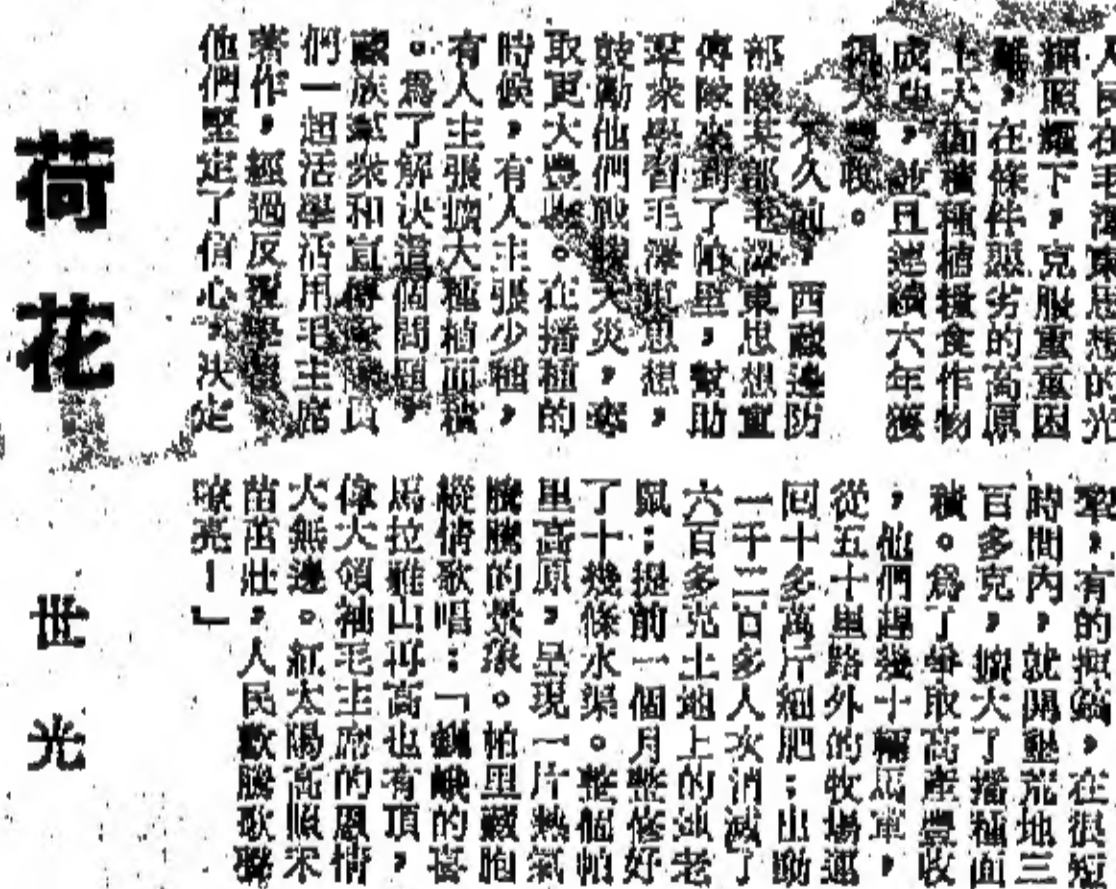 人民在毛澤東思想的光
輝照耀下，克服重重困
難，在條件惡劣的高原
上大面積種植糧食作物
成功，並且連續六年獲
得大豐收。
不久前，西藏邊防
部隊某部毛澤東思想宣
傳隊來到了帕里，幫助
羣衆學習毛澤東思想，
鼓勵他們戰勝天災，奪
取更大豐收。在播種的
時候，有人主張少種，
有人主張擴大種植面積
。爲了解決這個問題，
藏族羣衆和宣傳隊員
們一起活學活用毛主席
著作，經過反覆學習
他們堅定了信心，決定
犂，有的揮鎬，在很短
時間內，就開墾荒地三
百多克，擴大了播種面
積。爲了爭取高產豐收
，他們趕幾十輛馬車，
從五十里路外的牧場運
回十多萬斤細肥；出動
一千二百多人次消滅了
六百多克土地上的地老
鼠；提前一個月整修好
了十幾條水渠。整個帕
里高原，呈現一片熱氣
騰騰的景象。帕里藏胞
縱情歌唱：「巍峨的喜
馬拉雅山再高也有頂，
偉大領袖毛主席的恩情
大無邊。紅太陽高照禾
苗茁壯，人民歡騰歌聲
嘹亮！」
荷花
世光